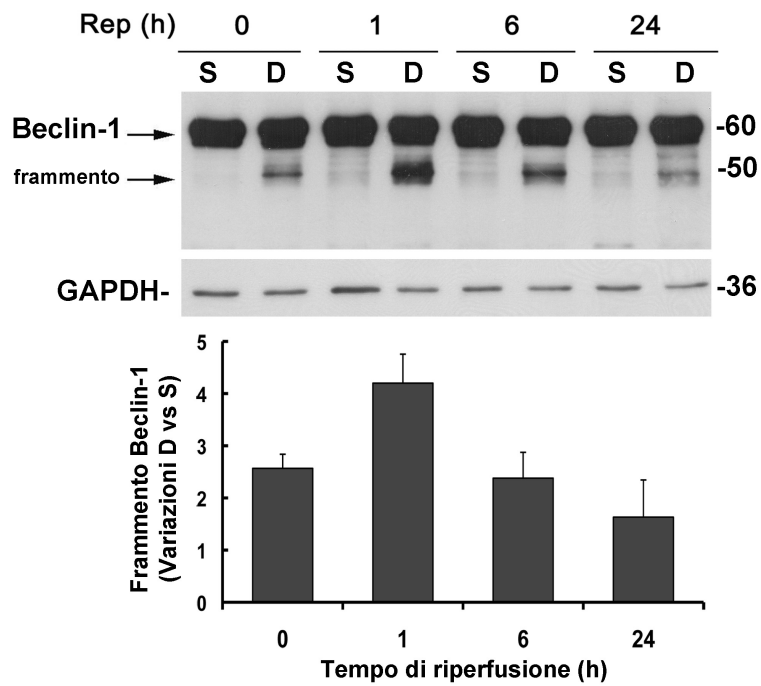 Rep (h) 0 1 6 24
S D S D S D S D
Beclin-1 -60
frammento -50
GAPDH- -36
5
4
3
2
1
0
Frammento Beclin-1
(Variazioni D vs S)
0 1 6 24
Tempo di riperfusione (h)